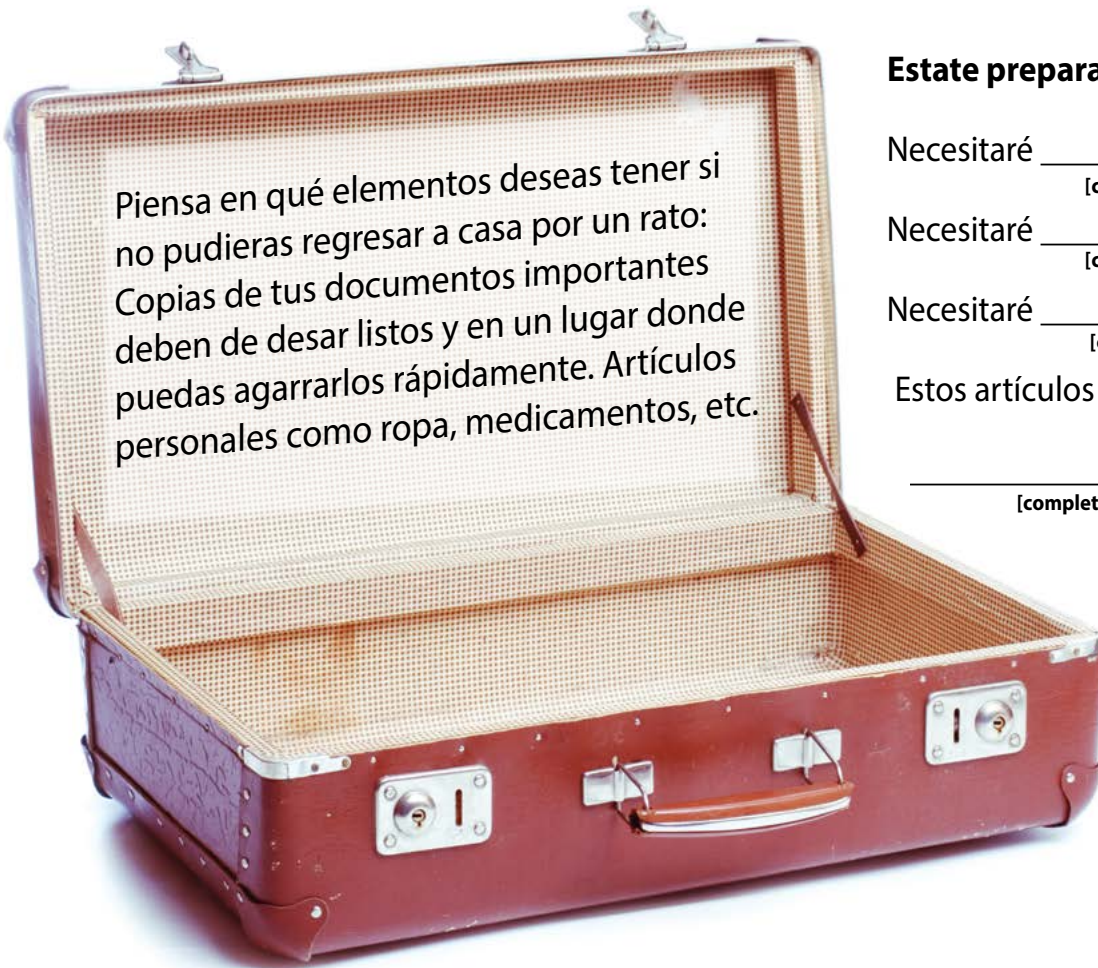 Piensa en qué elementos deseas tener si
no pudieras regresar a casa por un rato:
Copias de tus documentos importantes
deben de desar listos y en un lugar donde
puedas agarrarlos rápidamente. Artículos
personales como ropa, medicamentos, etc.
Estate
Necesitaré
Necesitaré
Necesitaré
Estos artículos